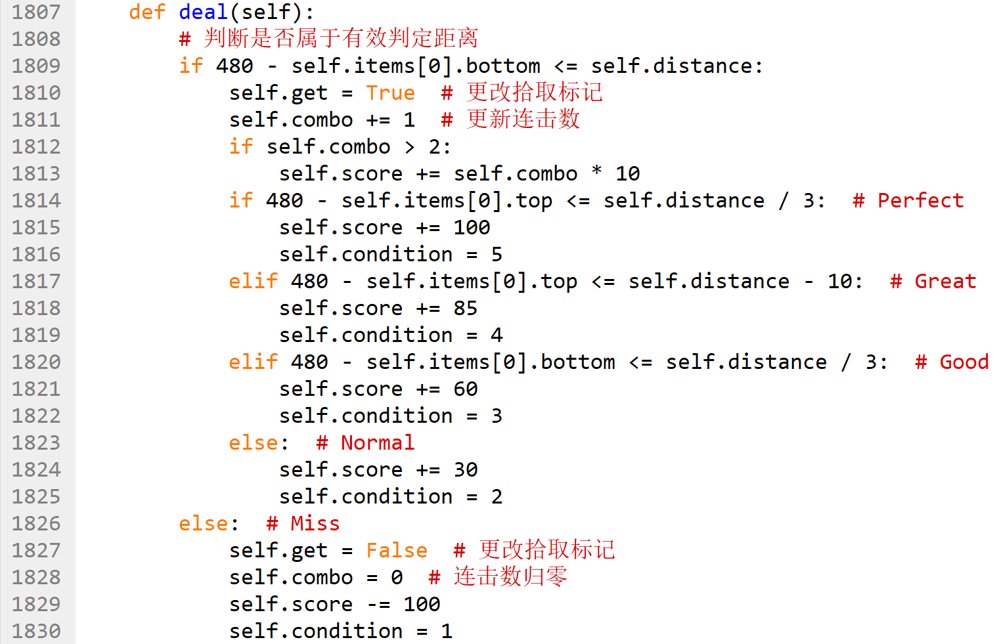 1807 def deal(self):
1808 # 判断是否属于有效判定距离
1809 if 480 - self.items[0].bottom <= self.distance:
1810 self.get = True  # 更改拾取标记
1811 self.combo += 1  # 更新连击数
1812 if self.combo > 2:
1813 self.score += self.combo * 10
1814 if 480 - self.items[0].top <= self.distance / 3:  # Perfect
1815 self.score += 100
1816 self.condition = 5
1817 elif 480 - self.items[0].top <= self.distance - 10:  # Great
1818 self.score += 85
1819 self.condition = 4
1820 elif 480 - self.items[0].bottom <= self.distance / 3:  # Good
1821 self.score += 60
1822 self.condition = 3
1823 else:  # Normal
1824 self.score += 30
1825 self.condition = 2
1826 else:  # Miss
1827 self.get = False  # 更改拾取标记
1828 self.combo = 0  # 连击数归零
1829 self.score -= 100
1830 self.condition = 1